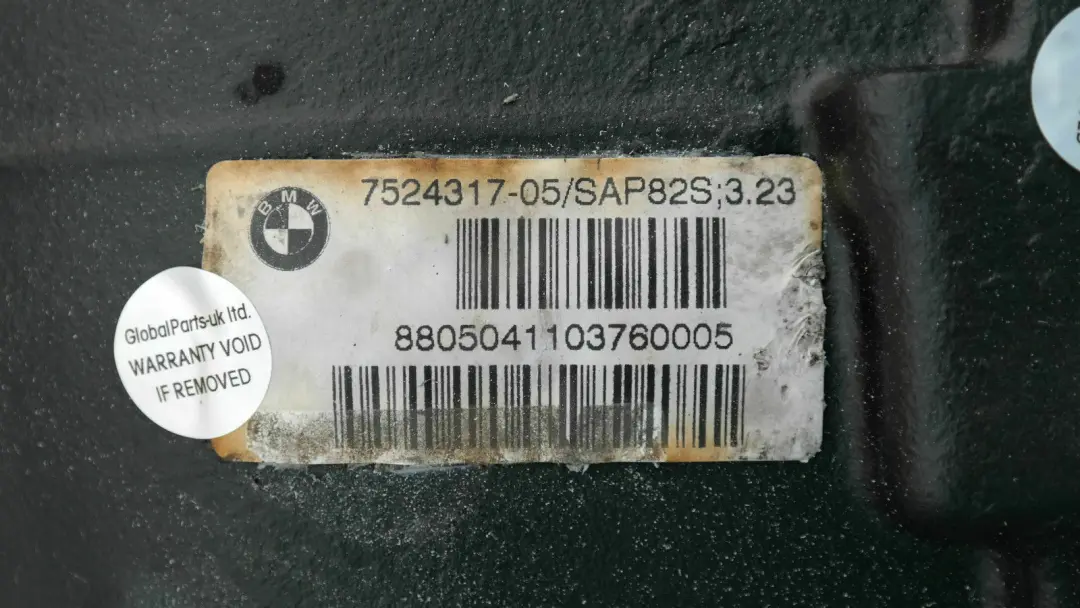 7524317-05/SAP82S;3.23
BMW
8805041103760005
GlobalParts-uk ltd.
WARRANTY VOID
IF REMOVED